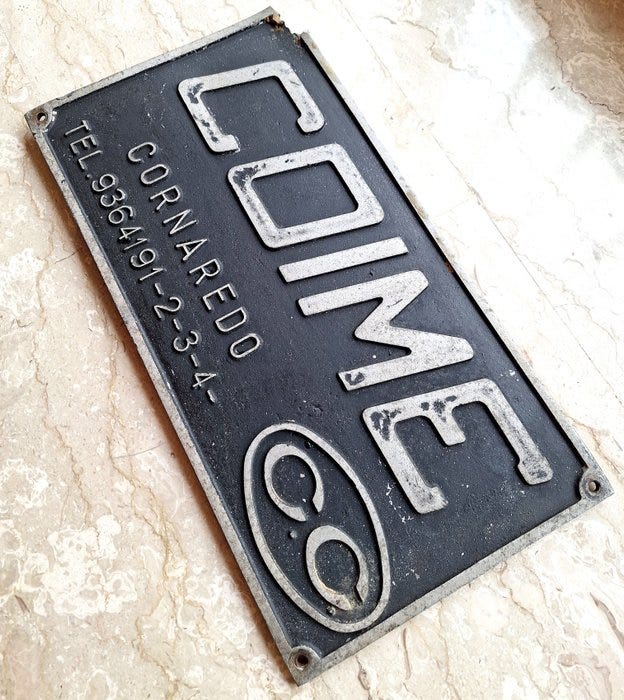 COIME
CORNAREDO
TEL.9364191-2-3-4-
CC